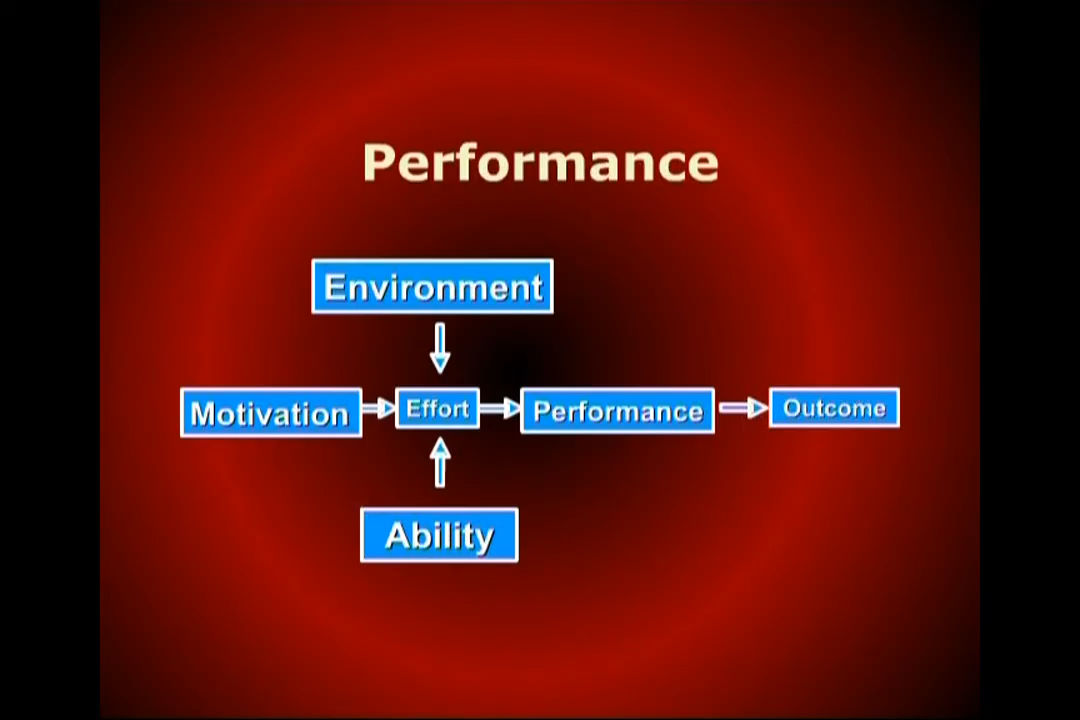 Performance
Environment
Motivation
Effort
Performance
Outcome
Ability